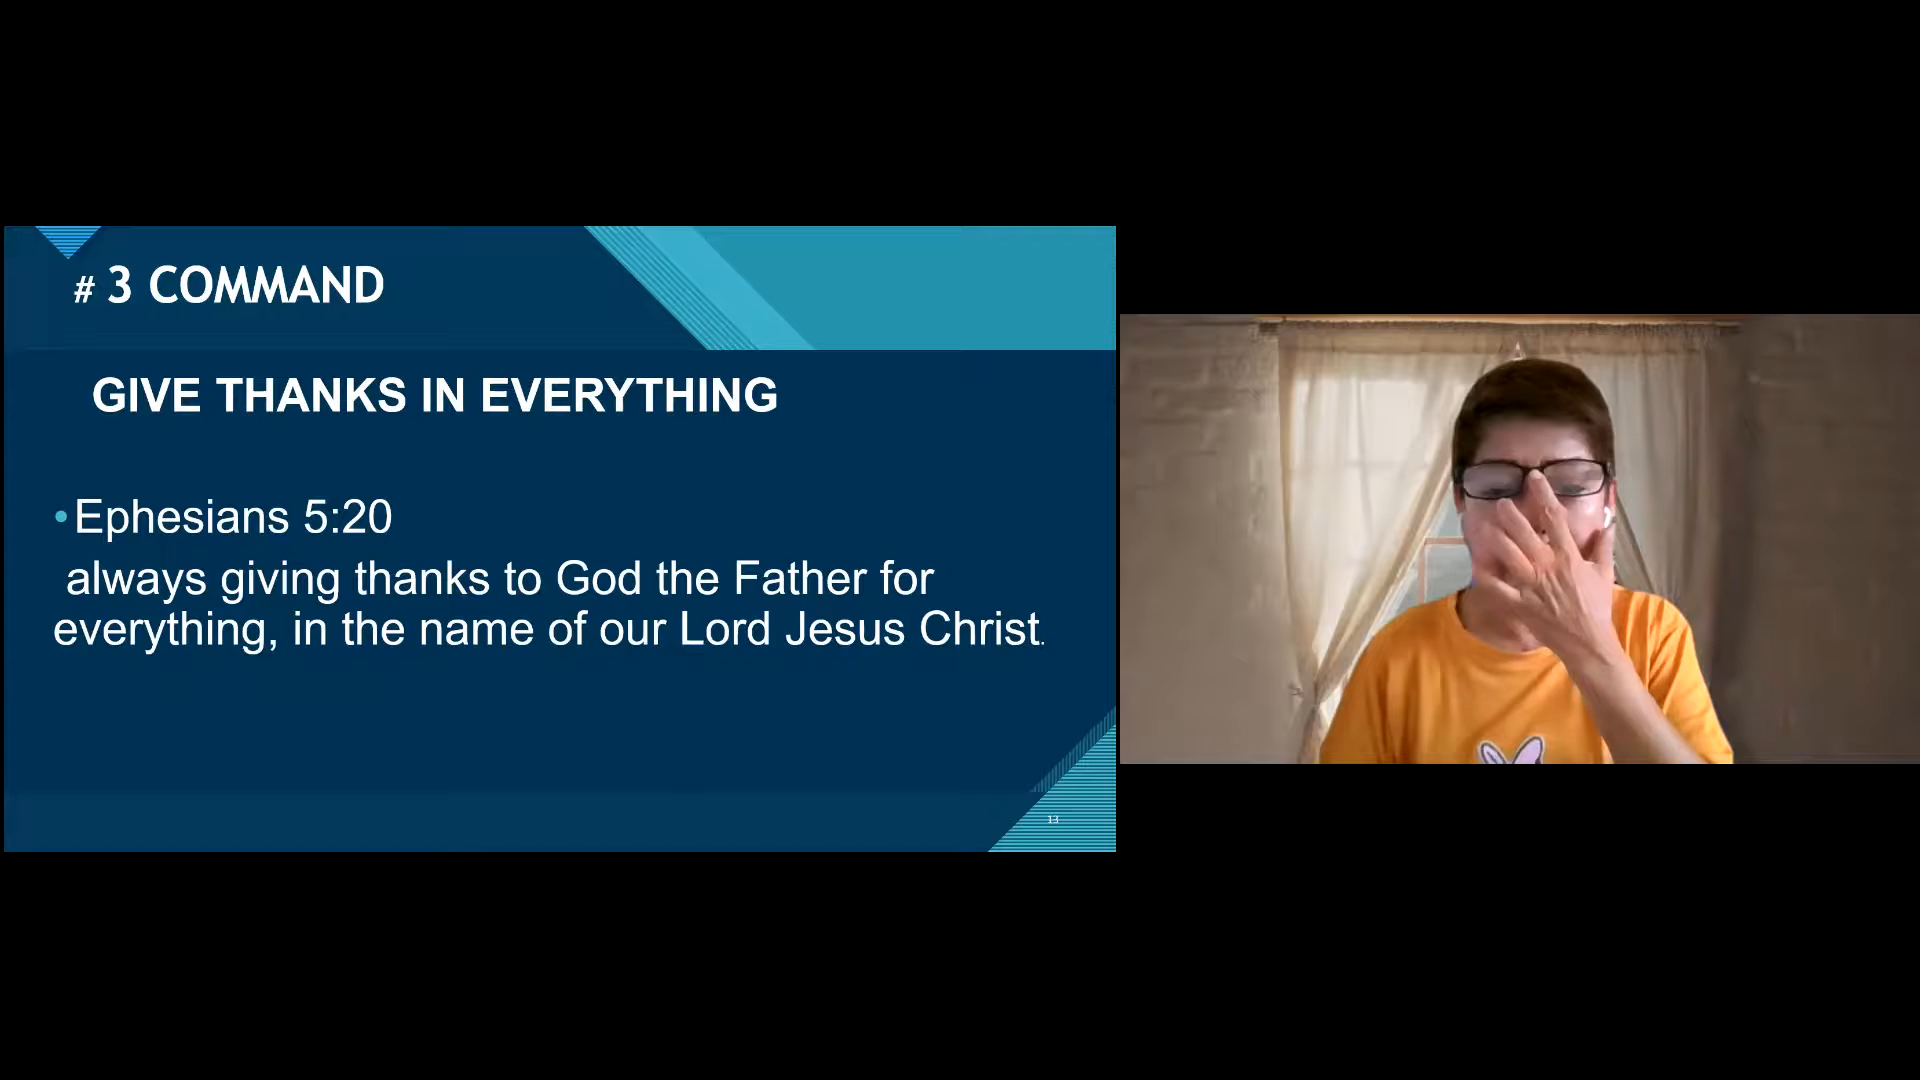 # 3 COMMAND
GIVE THANKS IN EVERYTHING
•Ephesians 5:20
always giving thanks to God the Father for
everything, in the name of our Lord Jesus Christ.
13